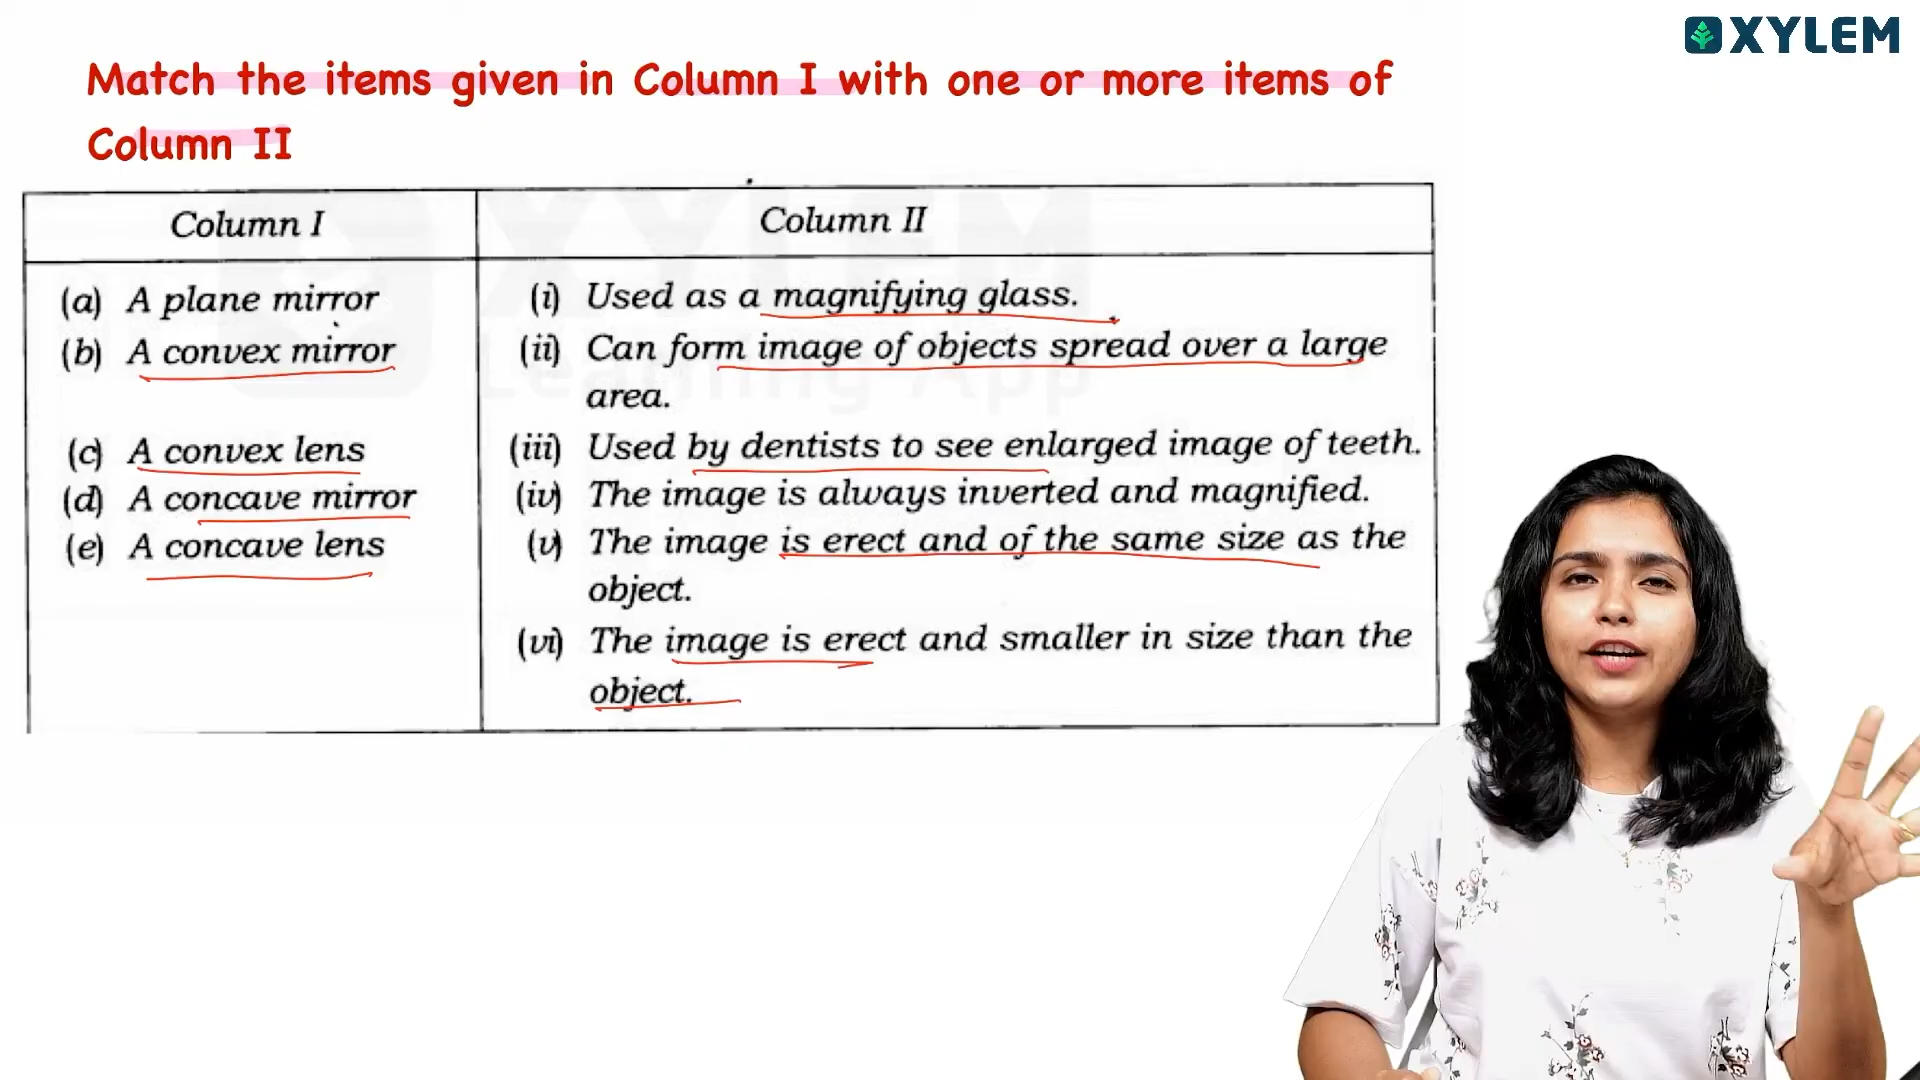 XYLEM
Match the items given in Column I with one or more items of
Column II
Column I
Column II
(a) A plane mirror
(b) A convex mirror
(c) A convex lens
(d) A concave mirror
(e) A concave lens
(i) Used as a magnifying glass.
(ii) Can form image of objects spread over a large
area.
(iii) Used by dentists to see enlarged image of teeth.
(iv) The image is always inverted and magnified.
(v) The image is erect and of the same size as the
object.
(vi) The image is erect and smaller in size than the
object.
XYLEM
Learning App